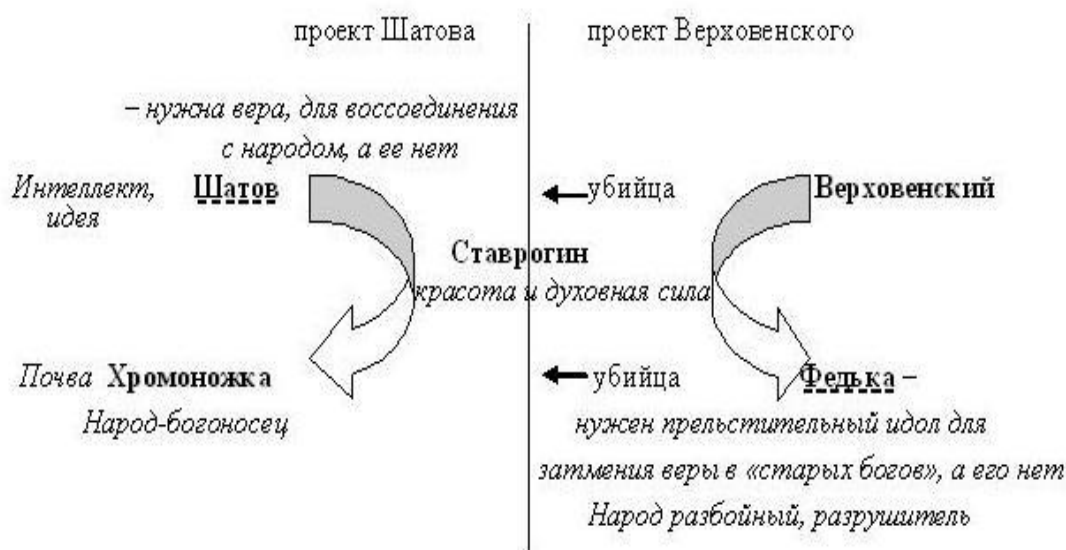 проект Шатова
проект Верховенского
– нужна вера, для воссоединения
с народом, а ее нет
Интеллект,
идея
Шатов
убийца
Верховенский
Ставрогин
красота и духовная сила
Почва Хромоножка
убийца
Федька –
Народ-богоносец
нужен прельстительный идол для
затмения веры в «старых богов», а его нет
Народ разбойный, разрушитель